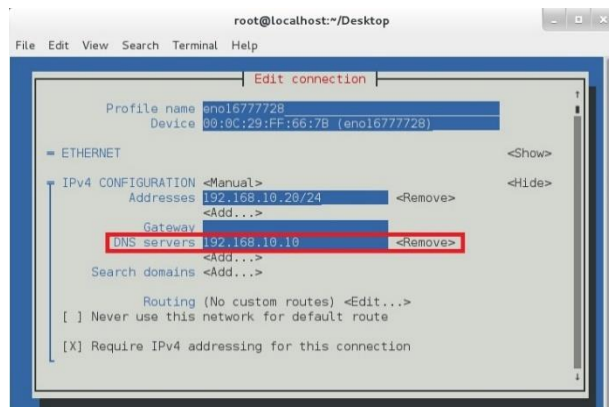 root@localhost:~/Desktop
File Edit View Search Terminal Help
Edit connection
Profile name eno16777728
Device 00:0C:29:FF:66:7B (eno16777728)
= ETHERNET <Show>
= IPv4 CONFIGURATION <Manual> <Hide>
Addresses 192.168.10.20/24 <Remove>
<Add...>
Gateway
DNS servers 192.168.10.10 <Remove>
<Add...>
Search domains <Add...>
Routing (No custom routes) <Edit...>
[ ] Never use this network for default route
[X] Require IPv4 addressing for this connection